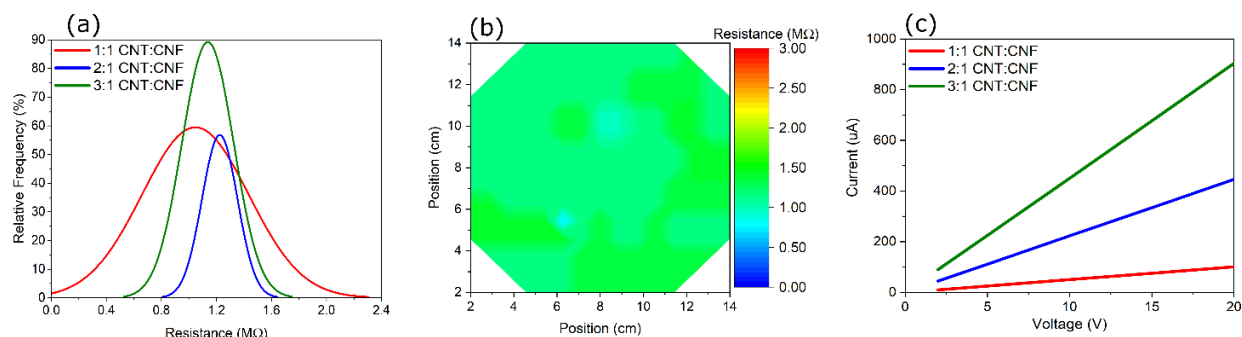 (a)
1:1 CNT:CNF
2:1 CNT:CNF
3:1 CNT:CNF
Relative Frequency (%)
90
80
70
60
50
40
30
20
10
0
0.0 0.4 0.8 1.2 1.6 2.0 2.4
Resistance (MΩ)
(b)
Resistance (MΩ)
Position (cm)
14
12
10
8
6
4
2
2 4 6 8 10 12 14
Position (cm)
3.00
2.50
2.00
1.50
1.00
0.50
0.00
(c)
1:1 CNT:CNF
2:1 CNT:CNF
3:1 CNT:CNF
Current (uA)
1000
800
600
400
200
0
0 5 10 15 20
Voltage (V)